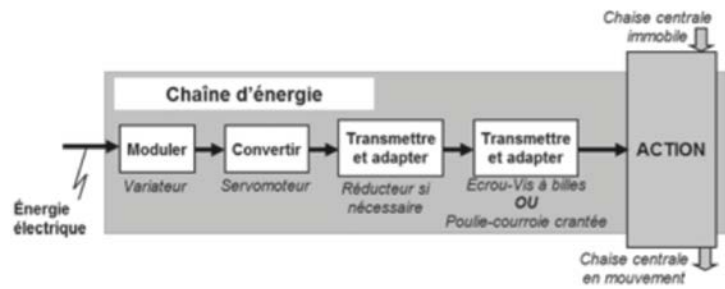 Chaise centrale
immobile
Chaîne d'énergie
Moduler
Convertir
Transmettre
et adapter
Transmettre
et adapter
ACTION
Variateur
Servomoteur
Réducteur si
nécessaire
Ecrou-Vis à billes
OU
Poulie-courroie crantée
Énergie
électrique
Chaise centrale
en mouvement